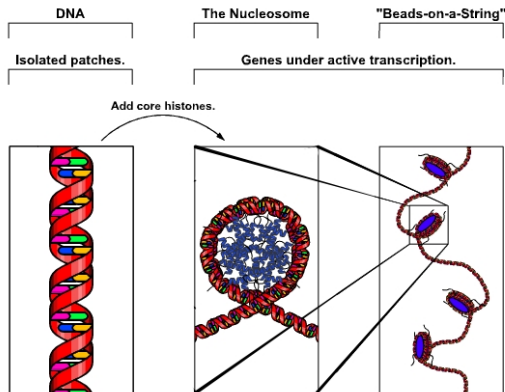 DNA
The Nucleosome
"Beads-on-a-String"
Isolated patches.
Genes under active transcription.
Add core histones.